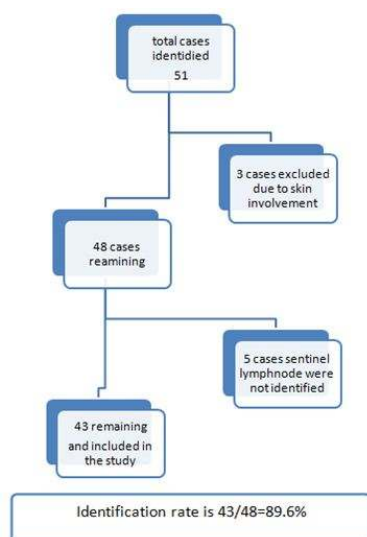 total cases
identidied
51
3 cases excluded
due to skin
involvement
48 cases
reamining
5 cases sentinel
lymphnode were
not identified
43 remaining
and included in
the study
Identification rate is 43/48=89.6%